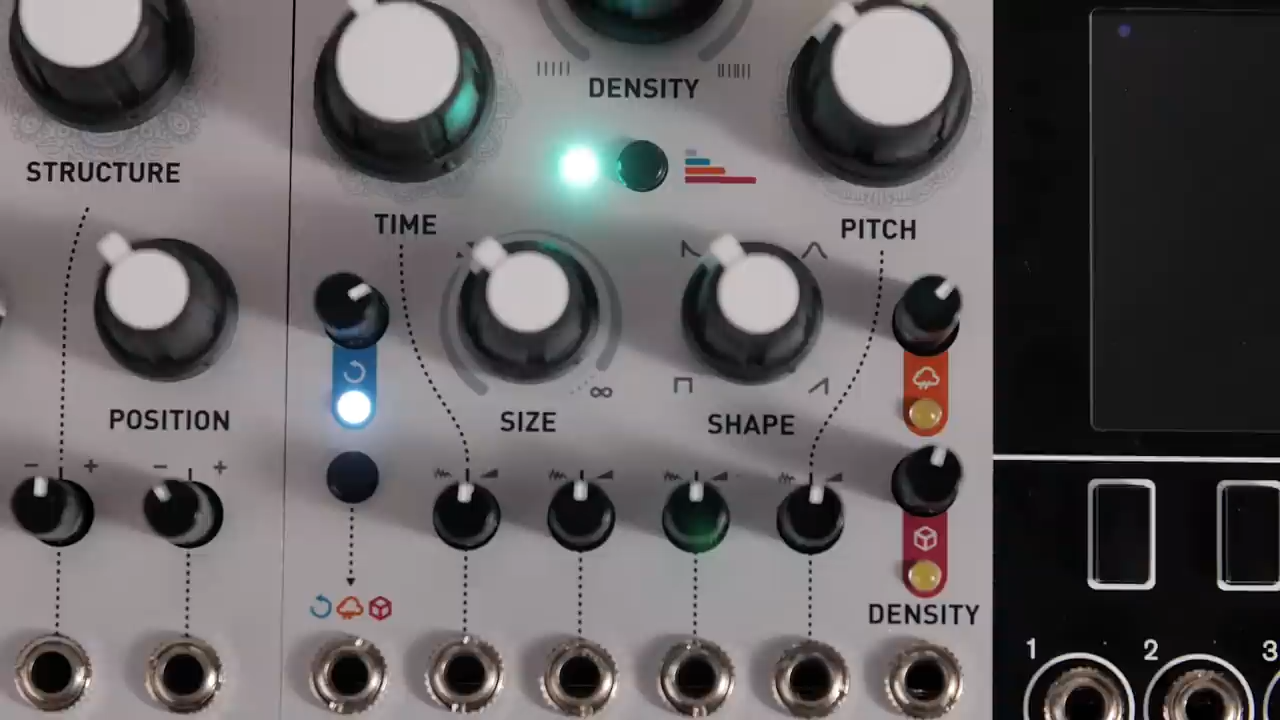 DENSITY
STRUCTURE
TIME
PITCH
POSITION
SIZE
SHAPE
∞
- +
- +
DENSITY
1 2 3